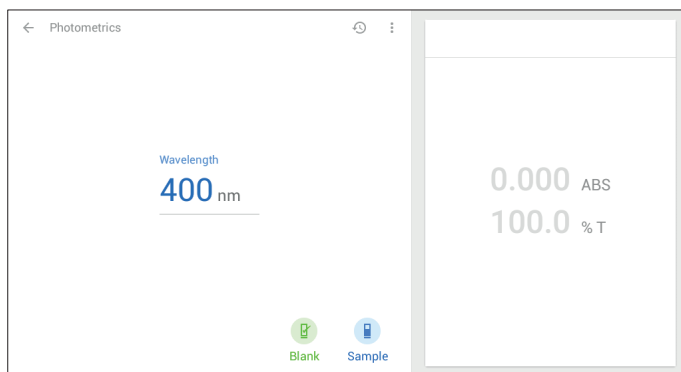 Photometrics
Wavelength
400 nm
Blank
Sample
0.000 ABS
100.0 % T